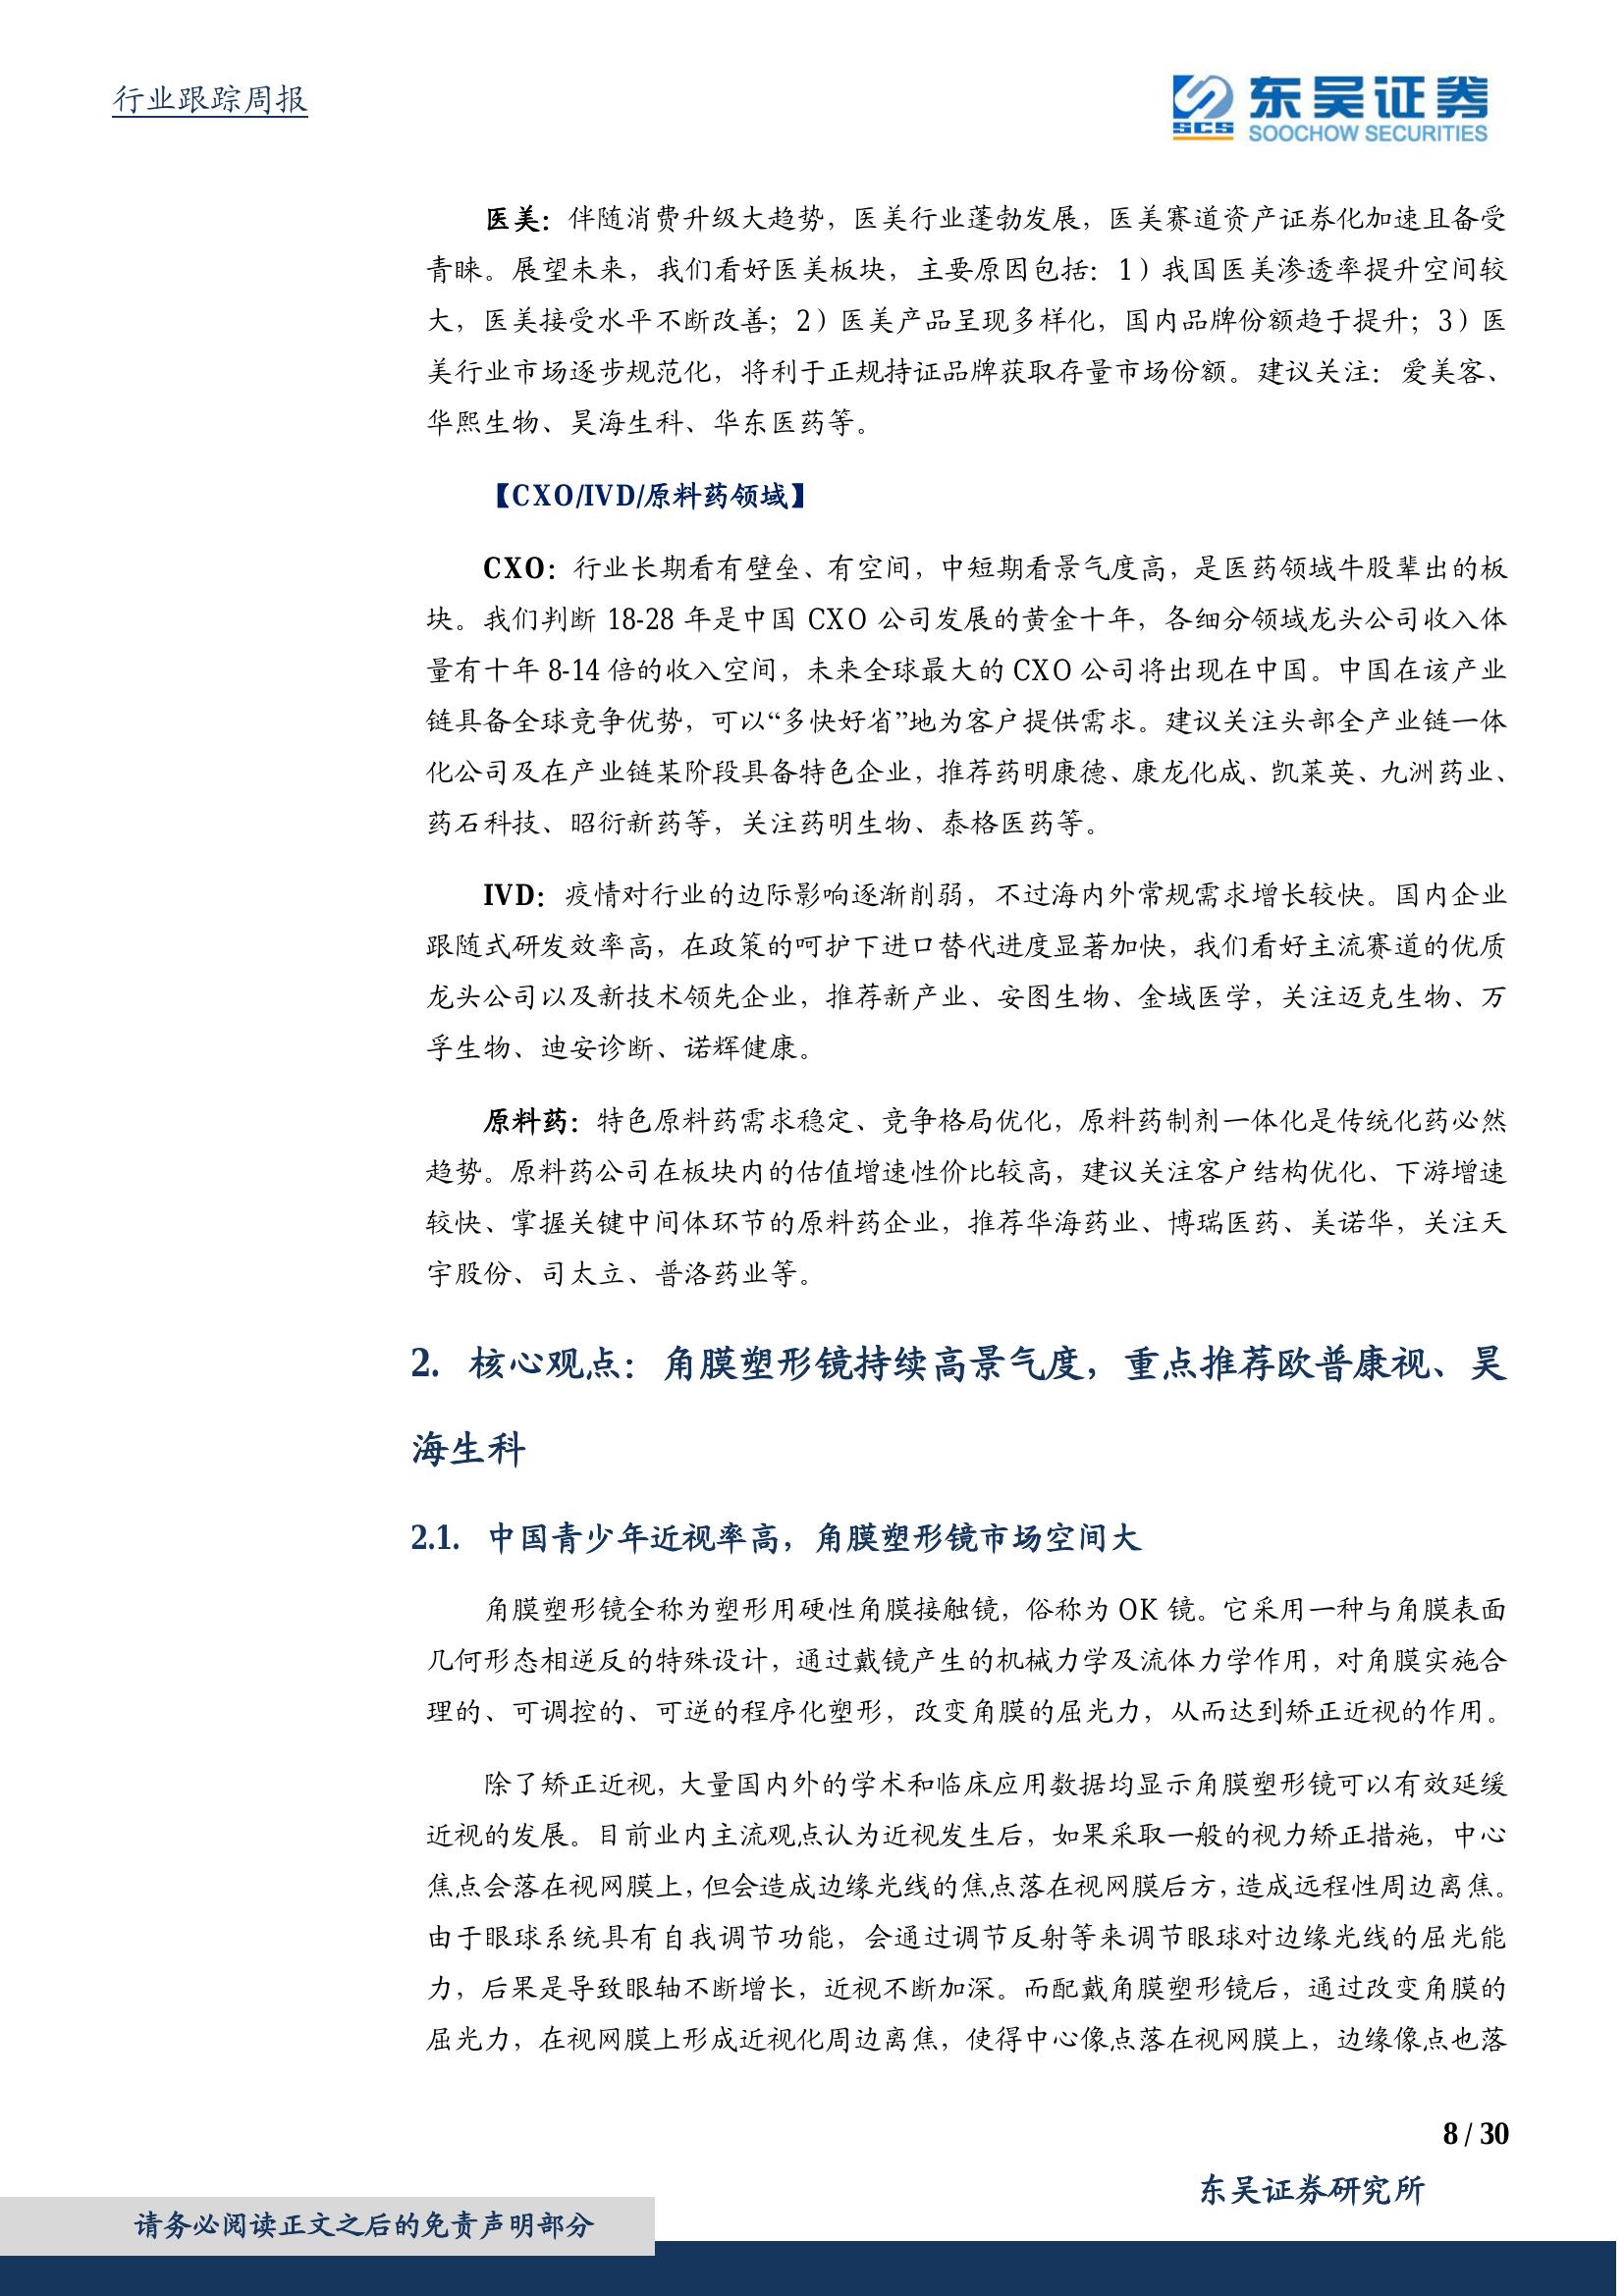 行业跟踪周报
SCS 东吴证券
SOOCHOW SECURITIES
医美：伴随消费升级大趋势，医美行业蓬勃发展，医美赛道资产证券化加速且备受
青睐。展望未来，我们看好医美板块，主要原因包括：1）我国医美渗透率提升空间较
大，医美接受水平不断改善；2）医美产品呈现多样化，国内品牌份额趋于提升；3）医
美行业市场逐步规范化，将利于正规持证品牌获取存量市场份额。建议关注：爱美客、
华熙生物、昊海生科、华东医药等。
【CXO/IVD/原料药领域】
CXO：行业长期看有壁垒、有空间，中短期看景气度高，是医药领域牛股辈出的板
块。我们判断 18-28 年是中国 CXO 公司发展的黄金十年，各细分领域龙头公司收入体
量有十年 8-14 倍的收入空间，未来全球最大的 CXO 公司将出现在中国。中国在该产业
链具备全球竞争优势，可以“多快好省”地为客户提供需求。建议关注头部全产业链一体
化公司及在产业链某阶段具备特色企业，推荐药明康德、康龙化成、凯莱英、九洲药业、
药石科技、昭衍新药等，关注药明生物、泰格医药等。
IVD：疫情对行业的边际影响逐渐削弱，不过海内外常规需求增长较快。国内企业
跟随式研发效率高，在政策的呵护下进口替代进度显著加快，我们看好主流赛道的优质
龙头公司以及新技术领先企业，推荐新产业、安图生物、金域医学，关注迈克生物、万
孚生物、迪安诊断、诺辉健康。
原料药：特色原料药需求稳定、竞争格局优化，原料药制剂一体化是传统化药必然
趋势。原料药公司在板块内的估值增速性价比较高，建议关注客户结构优化、下游增速
较快、掌握关键中间体环节的原料药企业，推荐华海药业、博瑞医药、美诺华，关注天
宇股份、司太立、普洛药业等。
2. 核心观点：角膜塑形镜持续高景气度，重点推荐欧普康视、昊
海生科
2.1. 中国青少年近视率高，角膜塑形镜市场空间大
角膜塑形镜全称为塑形用硬性角膜接触镜，俗称为 OK 镜。它采用一种与角膜表面
几何形态相逆反的特殊设计，通过戴镜产生的机械力学及流体力学作用，对角膜实施合
理的、可调控的、可逆的程序化塑形，改变角膜的屈光力，从而达到矫正近视的作用。
除了矫正近视，大量国内外的学术和临床应用数据均显示角膜塑形镜可以有效延缓
近视的发展。目前业内主流观点认为近视发生后，如果采取一般的视力矫正措施，中心
焦点会落在视网膜上，但会造成边缘光线的焦点落在视网膜后方，造成远程性周边离焦。
由于眼球系统具有自我调节功能，会通过调节反射等来调节眼球对边缘光线的屈光能
力，后果是导致眼轴不断增长，近视不断加深。而配戴角膜塑形镜后，通过改变角膜的
屈光力，在视网膜上形成近视化周边离焦，使得中心像点落在视网膜上，边缘像点也落
8 / 30
东吴证券研究所
请务必阅读正文之后的免责声明部分